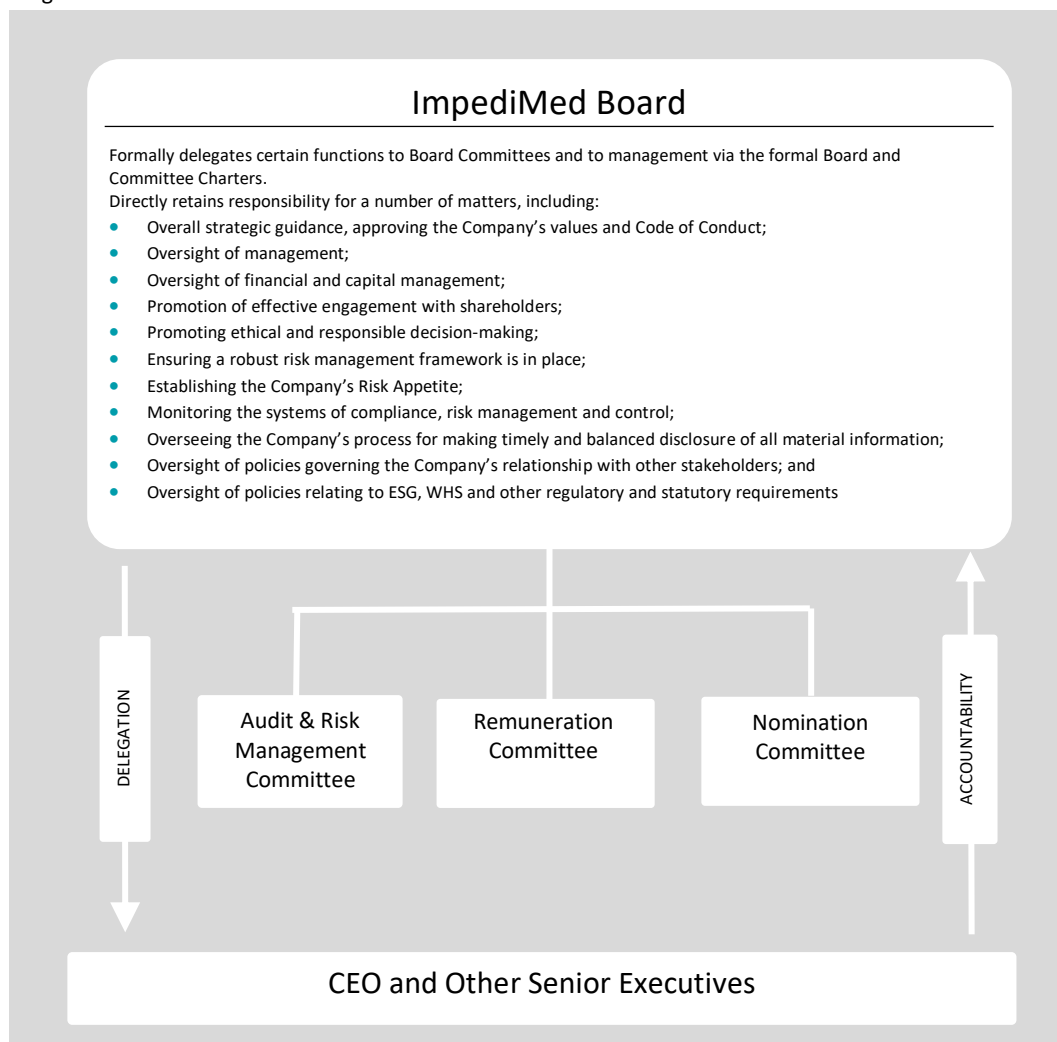 ImpediMed Board
Formally delegates certain functions to Board Committees and to management via the formal Board and
Committee Charters.
Directly retains responsibility for a number of matters, including:
• Overall strategic guidance, approving the Company’s values and Code of Conduct;
• Oversight of management;
• Oversight of financial and capital management;
• Promotion of effective engagement with shareholders;
• Promoting ethical and responsible decision-making;
• Ensuring a robust risk management framework is in place;
• Establishing the Company’s Risk Appetite;
• Monitoring the systems of compliance, risk management and control;
• Overseeing the Company’s process for making timely and balanced disclosure of all material information;
• Oversight of policies governing the Company’s relationship with other stakeholders; and
• Oversight of policies relating to ESG, WHS and other regulatory and statutory requirements
DELEGATION
Audit & Risk
Management
Committee
Remuneration
Committee
Nomination
Committee
ACCOUNTABILITY
CEO and Other Senior Executives